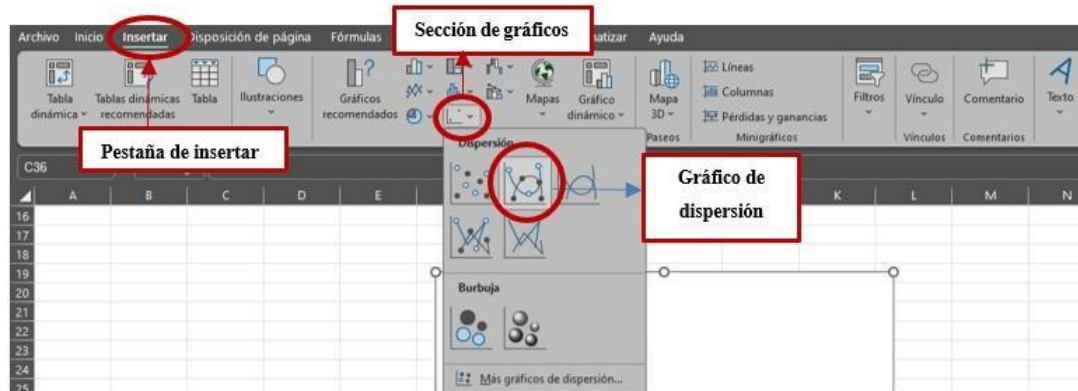 Archivo Inicio Insertar Disposición de página Fórmulas Ayuda
Sección de gráficos
Tabla dinámica
Tablas dinámicas recomendadas
Tabla
Ilustraciones
Gráficos recomendados
Mapas
Gráfico dinámico
Mapa 3D
Paseos
Líneas
Columnas
Pérdidas y ganancias
Minigráficos
Filtros
Vínculo
Vínculos
Comentario
Comentarios
Texto
Pestaña de insertar
Dispersión
Gráfico de
dispersión
C36
A B C D E K L M N
16
17
18
19
20
21
22
23
24
25
Burbuja
Más gráficos de dispersión...